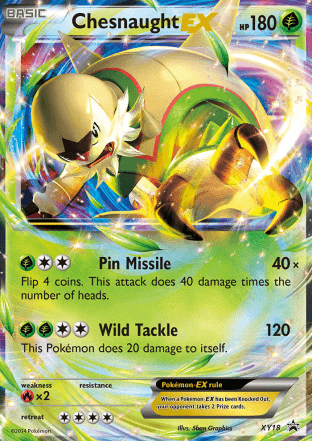 BASIC
Chesnaught EX HP 180
Pin Missile 40×
Flip 4 coins. This attack does 40 damage times the
number of heads.
Wild Tackle 120
This Pokémon does 20 damage to itself.
weakness resistance
×2
retreat
Pokémon-EX rule
When a Pokémon-EX has been Knocked Out,
your opponent takes 2 Prize cards.
©2014 Pokémon Illus. 5ban Graphics XY18